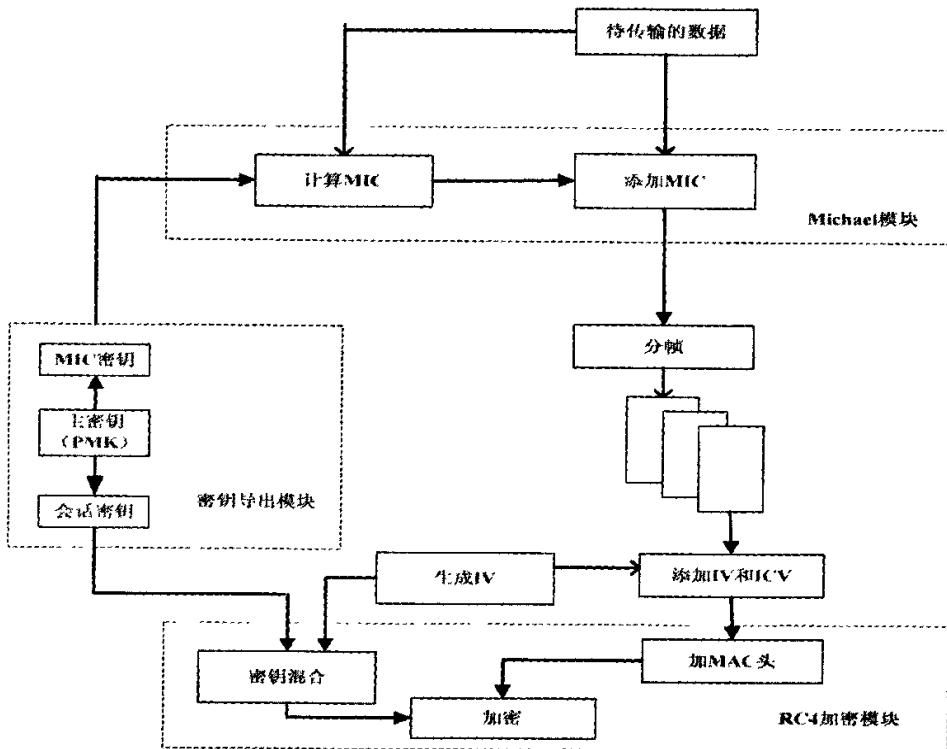 待传输的数据
计算MIC
添加MIC
Michael模块
分帧
MIC密钥
主密钥
（PMK）
会话密钥
密钥导出模块
生成IV
添加IV和ICV
密钥混合
加MAC头
加密
RC4加密模块